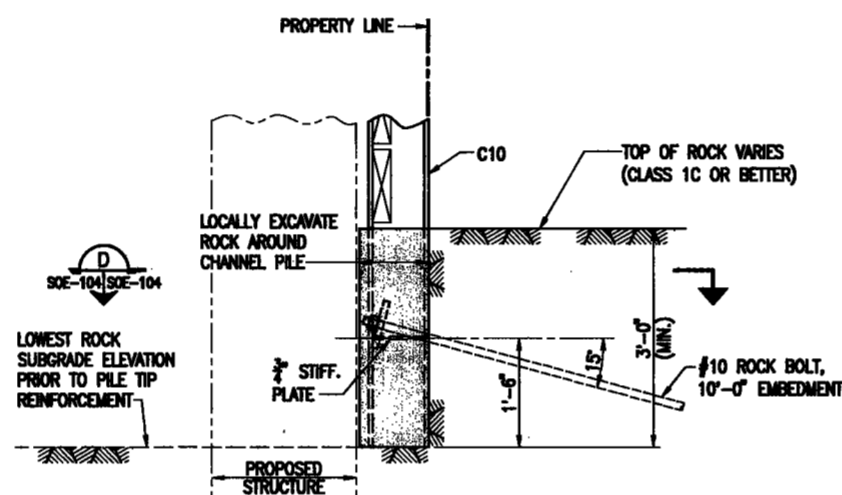 PROPERTY LINE
C10
TOP OF ROCK VARIES
(CLASS 1C OR BETTER)
LOCALLY EXCAVATE
ROCK AROUND
CHANNEL PILE
D
SOE-104 SOE-104
LOWEST ROCK
SUBGRADE ELEVATION
PRIOR TO PILE TIP
REINFORCEMENT
3/4" STIFF.
PLATE
1'-6"
15°
3'-0"
(MIN.)
#10 ROCK BOLT,
10'-0" EMBEDMENT
PROPOSED
STRUCTURE